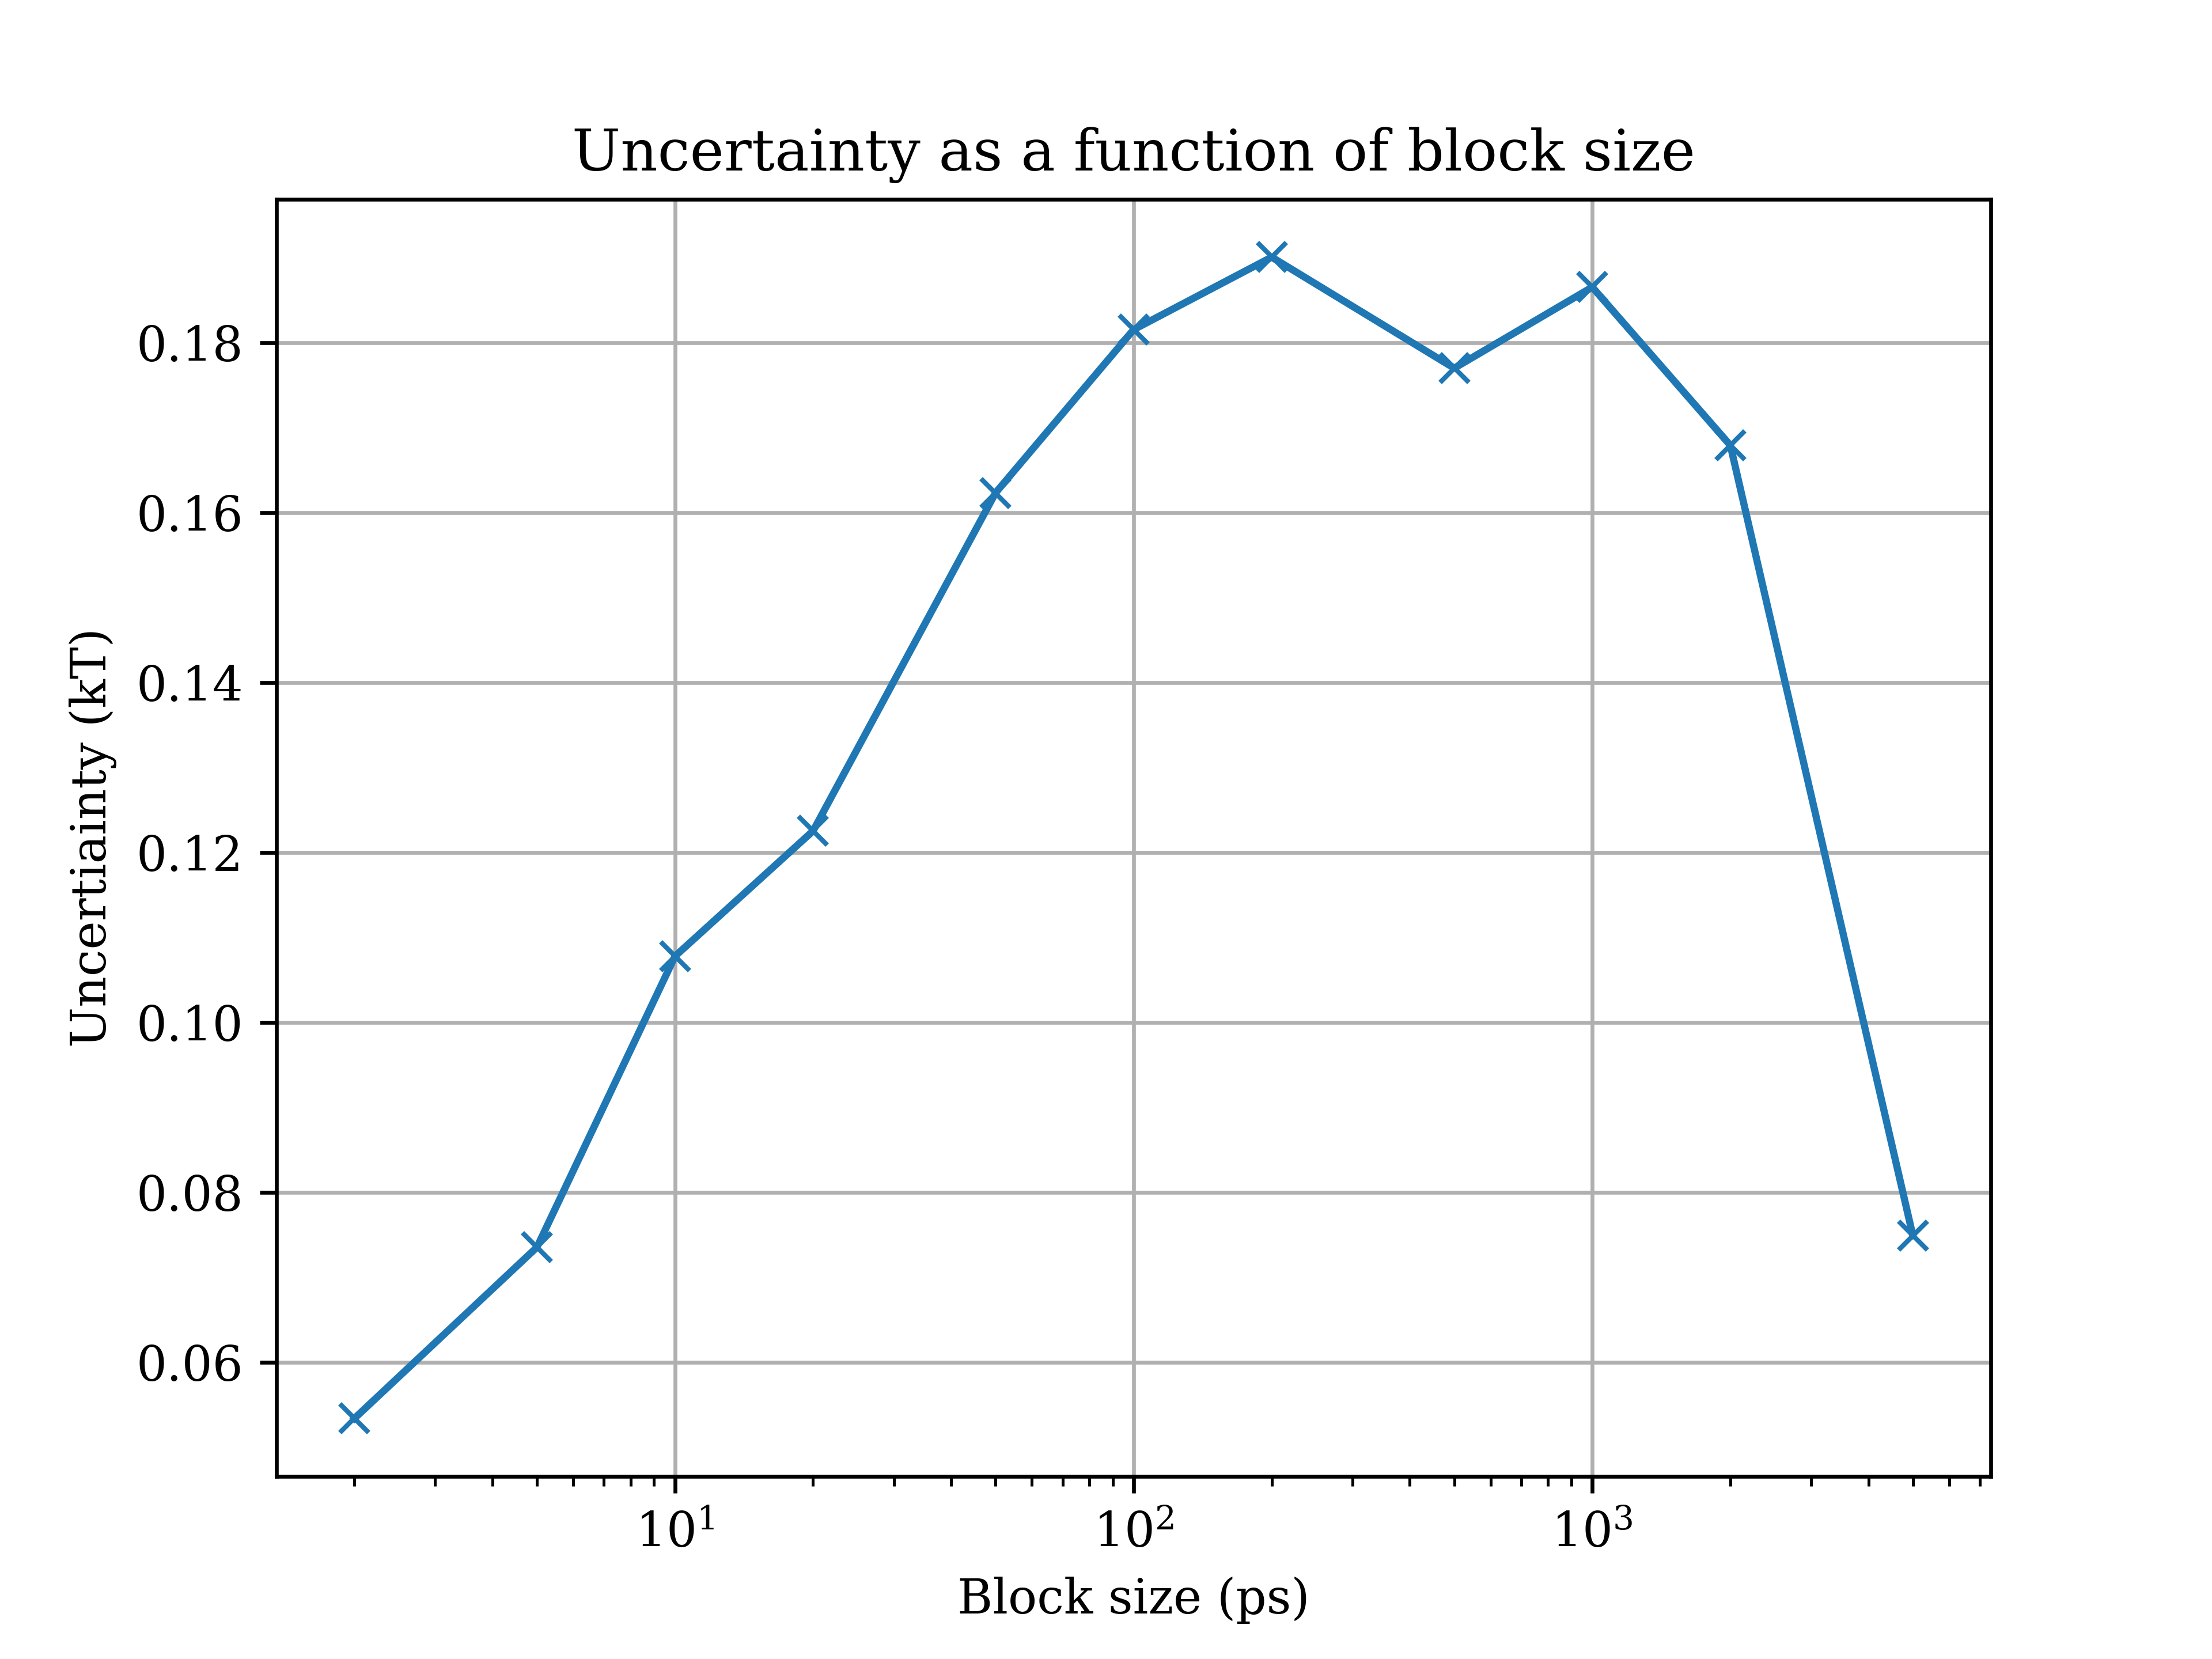 Uncertainty as a function of block size
Uncertiainty (kT)
0.18
0.16
0.14
0.12
0.10
0.08
0.06
10¹ 10² 10³
Block size (ps)